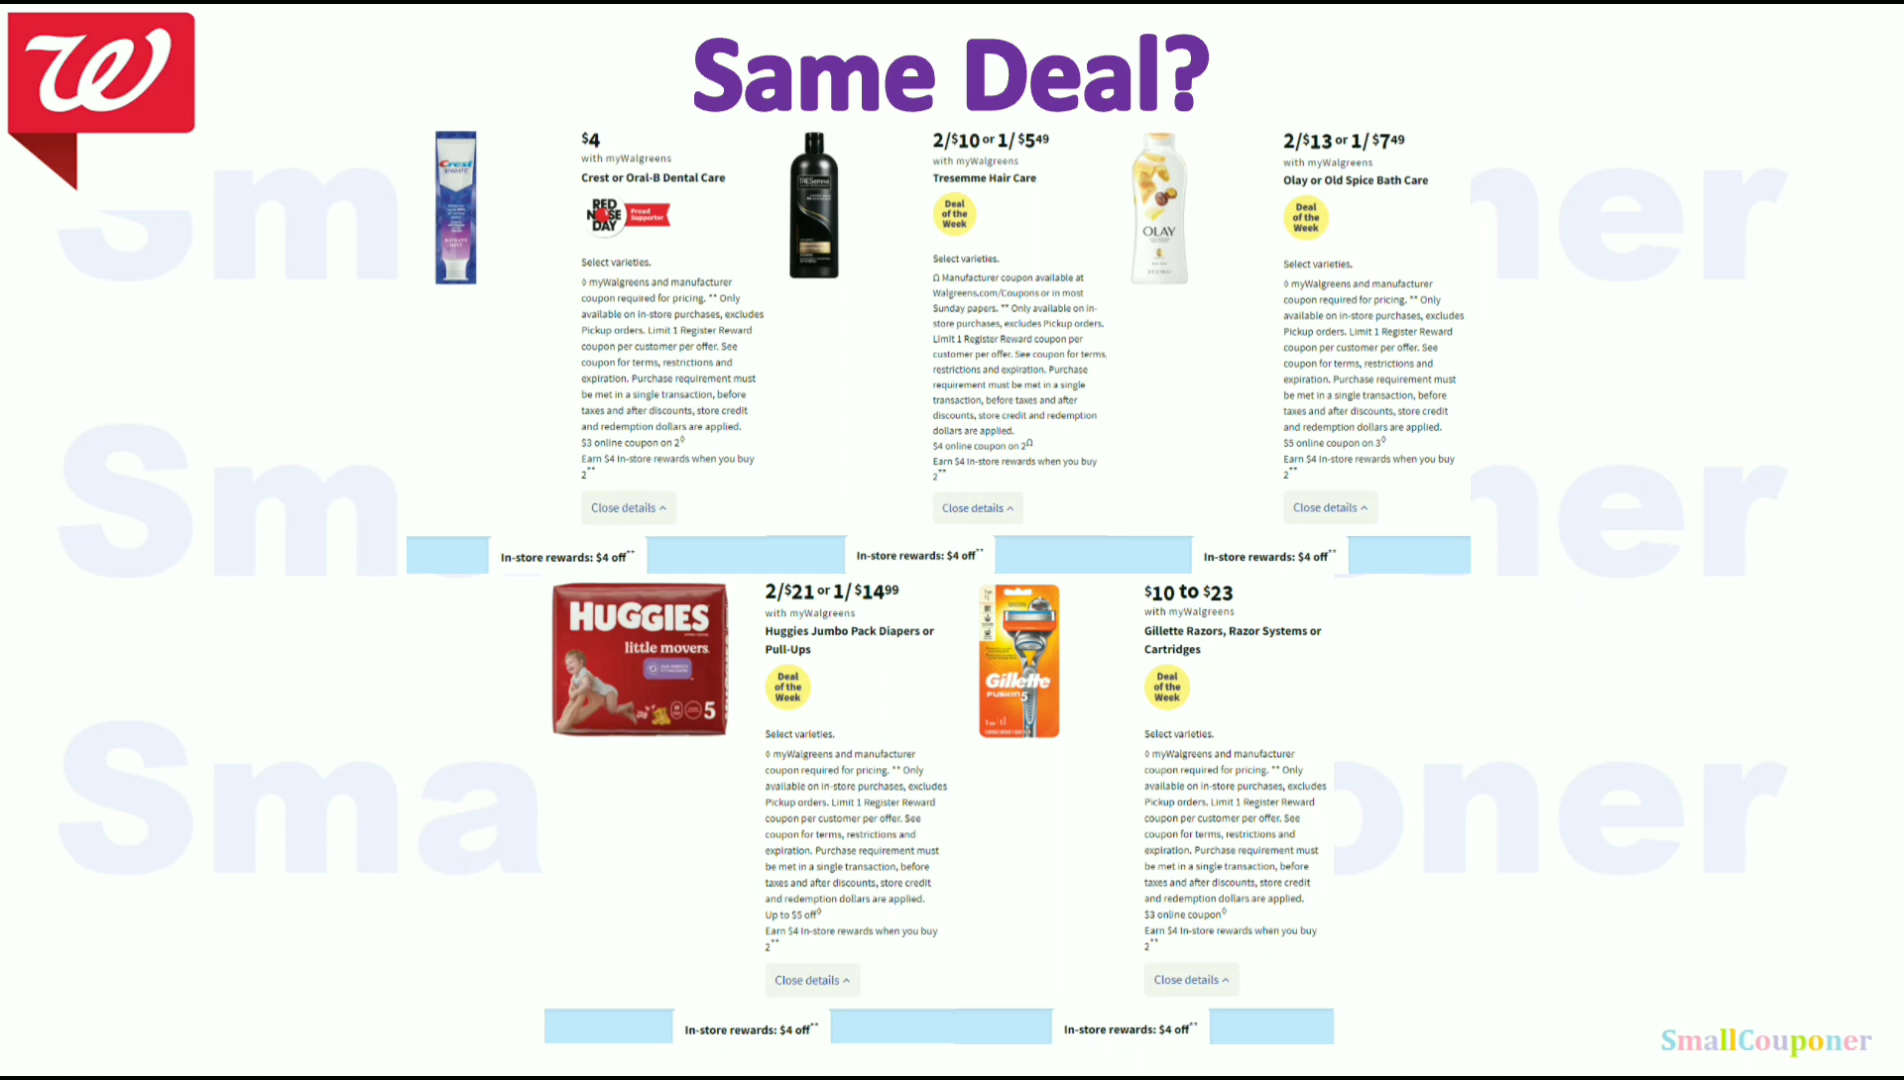 Same Deal?
$4
with myWalgreens
Crest or Oral-B Dental Care
RED
NOSE
DAY
Proud
Supporter
Select varieties.
◊ myWalgreens and manufacturer
coupon required for pricing. ** Only
available on in-store purchases, excludes
Pickup orders. Limit 1 Register Reward
coupon per customer per offer. See
coupon for terms, restrictions and
expiration. Purchase requirement must
be met in a single transaction, before
taxes and after discounts, store credit
and redemption dollars are applied.
$3 online coupon on 2◊
Earn $4 In-store rewards when you buy
2**
Close details
In-store rewards: $4 off**
Crest
TRESemmé
2/$10 or 1/$549
with myWalgreens
Tresemme Hair Care
Deal
of the
Week
Select varieties.
Ω Manufacturer coupon available at
Walgreens.com/Coupons or in most
Sunday papers. ** Only available on in-
store purchases, excludes Pickup orders.
Limit 1 Register Reward coupon per
customer per offer. See coupon for terms,
restrictions and expiration. Purchase
requirement must be met in a single
transaction, before taxes and after
discounts, store credit and redemption
dollars are applied.
$4 online coupon on 2Ω
Earn $4 In-store rewards when you buy
2**
Close details
In-store rewards: $4 off**
OLAY
2/$13 or 1/$749
with myWalgreens
Olay or Old Spice Bath Care
Deal
of the
Week
Select varieties.
◊ myWalgreens and manufacturer
coupon required for pricing. ** Only
available on in-store purchases, excludes
Pickup orders. Limit 1 Register Reward
coupon per customer per offer. See
coupon for terms, restrictions and
expiration. Purchase requirement must
be met in a single transaction, before
taxes and after discounts, store credit
and redemption dollars are applied.
$5 online coupon on 3◊
Earn $4 In-store rewards when you buy
2**
Close details
In-store rewards: $4 off**
HUGGIES
little movers
5
2/$21 or 1/$1499
with myWalgreens
Huggies Jumbo Pack Diapers or
Pull-Ups
Deal
of the
Week
Select varieties.
◊ myWalgreens and manufacturer
coupon required for pricing. ** Only
available on in-store purchases, excludes
Pickup orders. Limit 1 Register Reward
coupon per customer per offer. See
coupon for terms, restrictions and
expiration. Purchase requirement must
be met in a single transaction, before
taxes and after discounts, store credit
and redemption dollars are applied.
Up to $5 off◊
Earn $4 In-store rewards when you buy
2**
Close details
In-store rewards: $4 off**
Gillette
FUSION5
$10 to $23
with myWalgreens
Gillette Razors, Razor Systems or
Cartridges
Deal
of the
Week
Select varieties.
◊ myWalgreens and manufacturer
coupon required for pricing. ** Only
available on in-store purchases, excludes
Pickup orders. Limit 1 Register Reward
coupon per customer per offer. See
coupon for terms, restrictions and
expiration. Purchase requirement must
be met in a single transaction, before
taxes and after discounts, store credit
and redemption dollars are applied.
$3 online coupon◊
Earn $4 In-store rewards when you buy
2**
Close details
In-store rewards: $4 off**
SmallCouponer